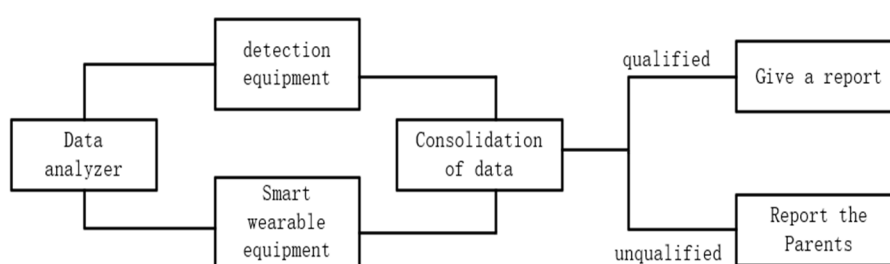 detection
equipment
Data
analyzer
Smart
wearable
equipment
Consolidation
of data
qualified
Give a report
unqualified
Report the
Parents